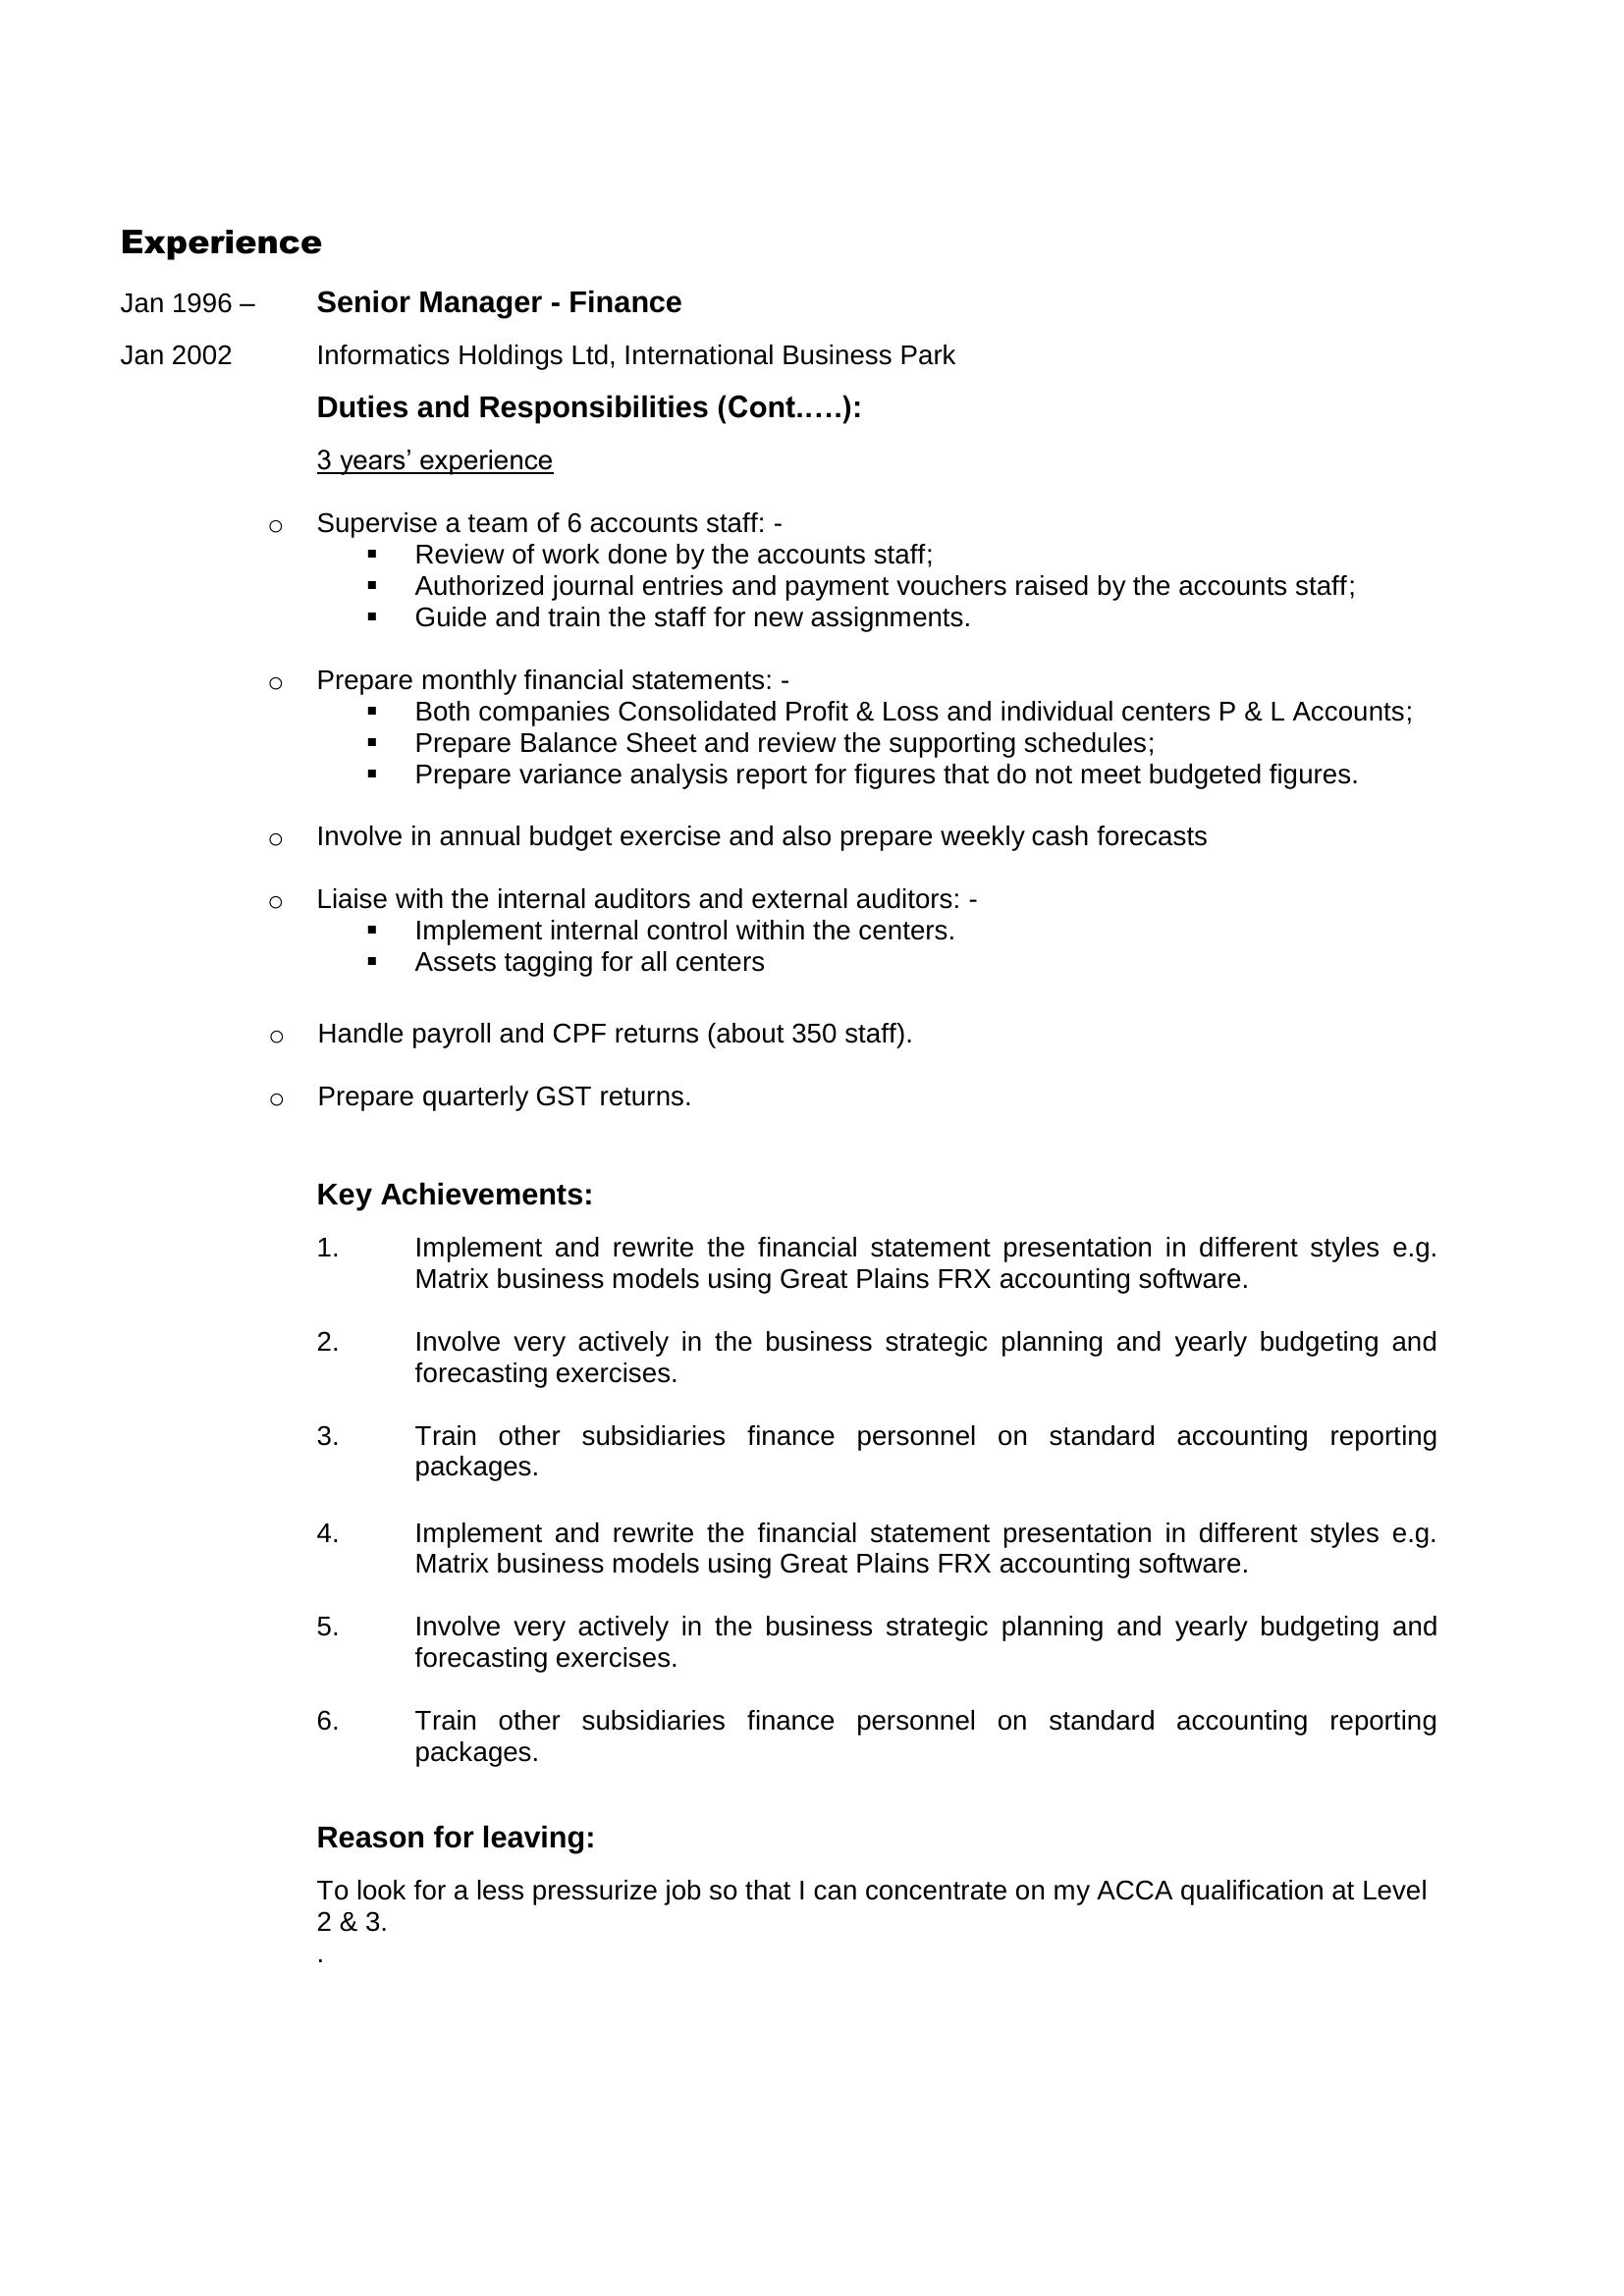 Experience
Jan 1996 – Senior Manager - Finance
Jan 2002 Informatics Holdings Ltd, International Business Park
Duties and Responsibilities (Cont.….):
3 years’ experience
o Supervise a team of 6 accounts staff: -
▪ Review of work done by the accounts staff;
▪ Authorized journal entries and payment vouchers raised by the accounts staff;
▪ Guide and train the staff for new assignments.
o Prepare monthly financial statements: -
▪ Both companies Consolidated Profit & Loss and individual centers P & L Accounts;
▪ Prepare Balance Sheet and review the supporting schedules;
▪ Prepare variance analysis report for figures that do not meet budgeted figures.
o Involve in annual budget exercise and also prepare weekly cash forecasts
o Liaise with the internal auditors and external auditors: -
▪ Implement internal control within the centers.
▪ Assets tagging for all centers
o Handle payroll and CPF returns (about 350 staff).
o Prepare quarterly GST returns.
Key Achievements:
1. Implement and rewrite the financial statement presentation in different styles e.g.
Matrix business models using Great Plains FRX accounting software.
2. Involve very actively in the business strategic planning and yearly budgeting and
forecasting exercises.
3. Train other subsidiaries finance personnel on standard accounting reporting
packages.
4. Implement and rewrite the financial statement presentation in different styles e.g.
Matrix business models using Great Plains FRX accounting software.
5. Involve very actively in the business strategic planning and yearly budgeting and
forecasting exercises.
6. Train other subsidiaries finance personnel on standard accounting reporting
packages.
Reason for leaving:
To look for a less pressurize job so that I can concentrate on my ACCA qualification at Level
2 & 3.
.